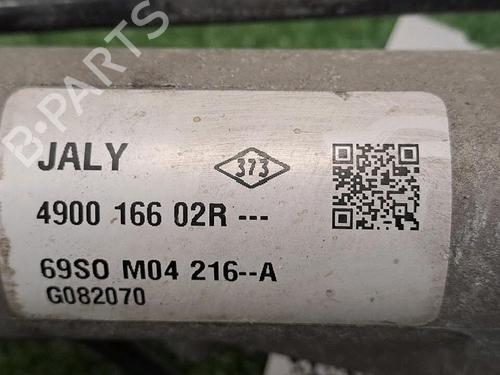 B-PARTS
JALY
373
4900 166 02R ---
69SO M04 216--A
G082070